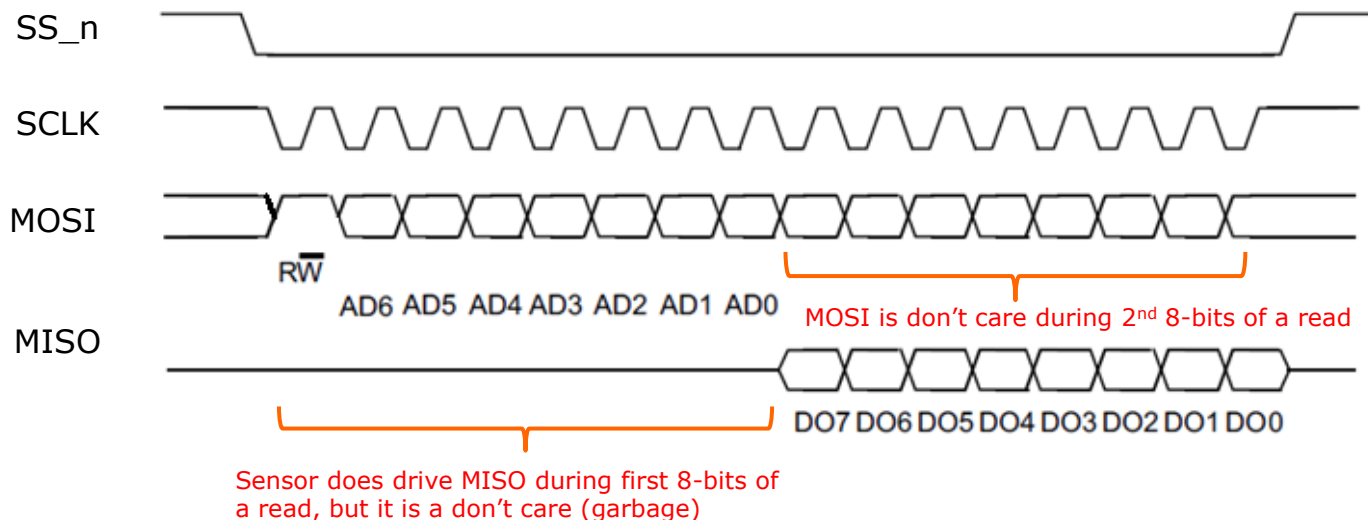 SS_n
SCLK
MOSI
RW̅
AD6 AD5 AD4 AD3 AD2 AD1 AD0
MOSI is don’t care during 2nd 8-bits of a read
MISO
DO7 DO6 DO5 DO4 DO3 DO2 DO1 DO0
Sensor does drive MISO during first 8-bits of
a read, but it is a don’t care (garbage)